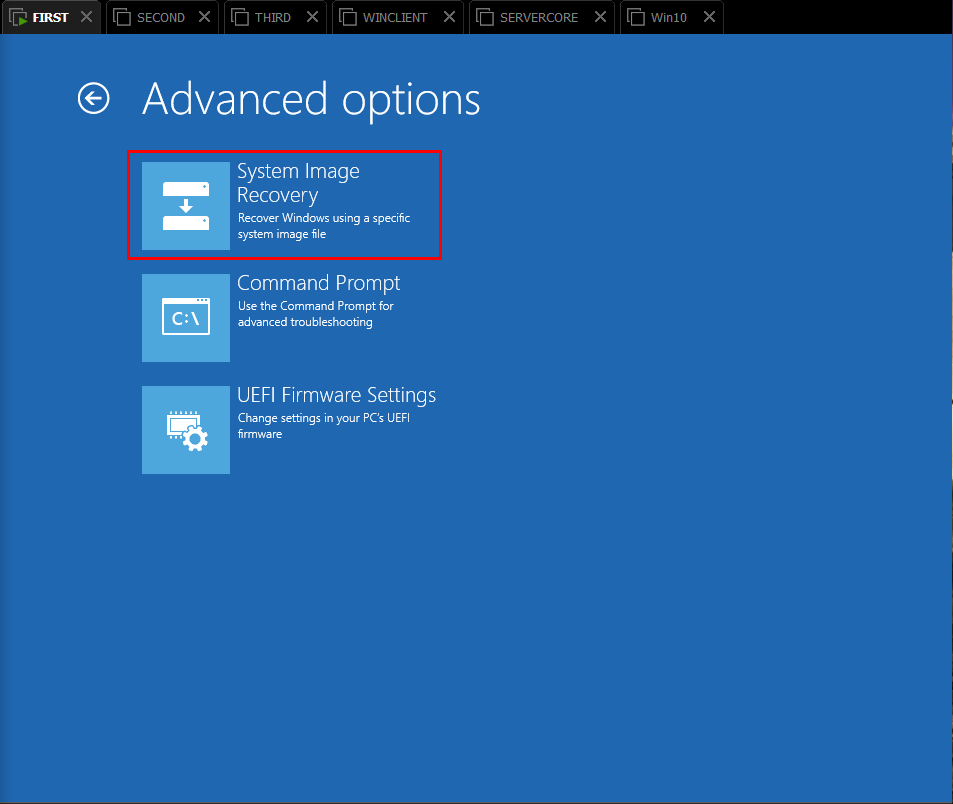 FIRST
SECOND
THIRD
WINCLIENT
SERVERCORE
Win10
Advanced options
System Image
Recovery
Recover Windows using a specific
system image file
C:\
Command Prompt
Use the Command Prompt for
advanced troubleshooting
UEFI Firmware Settings
Change settings in your PC's UEFI
firmware